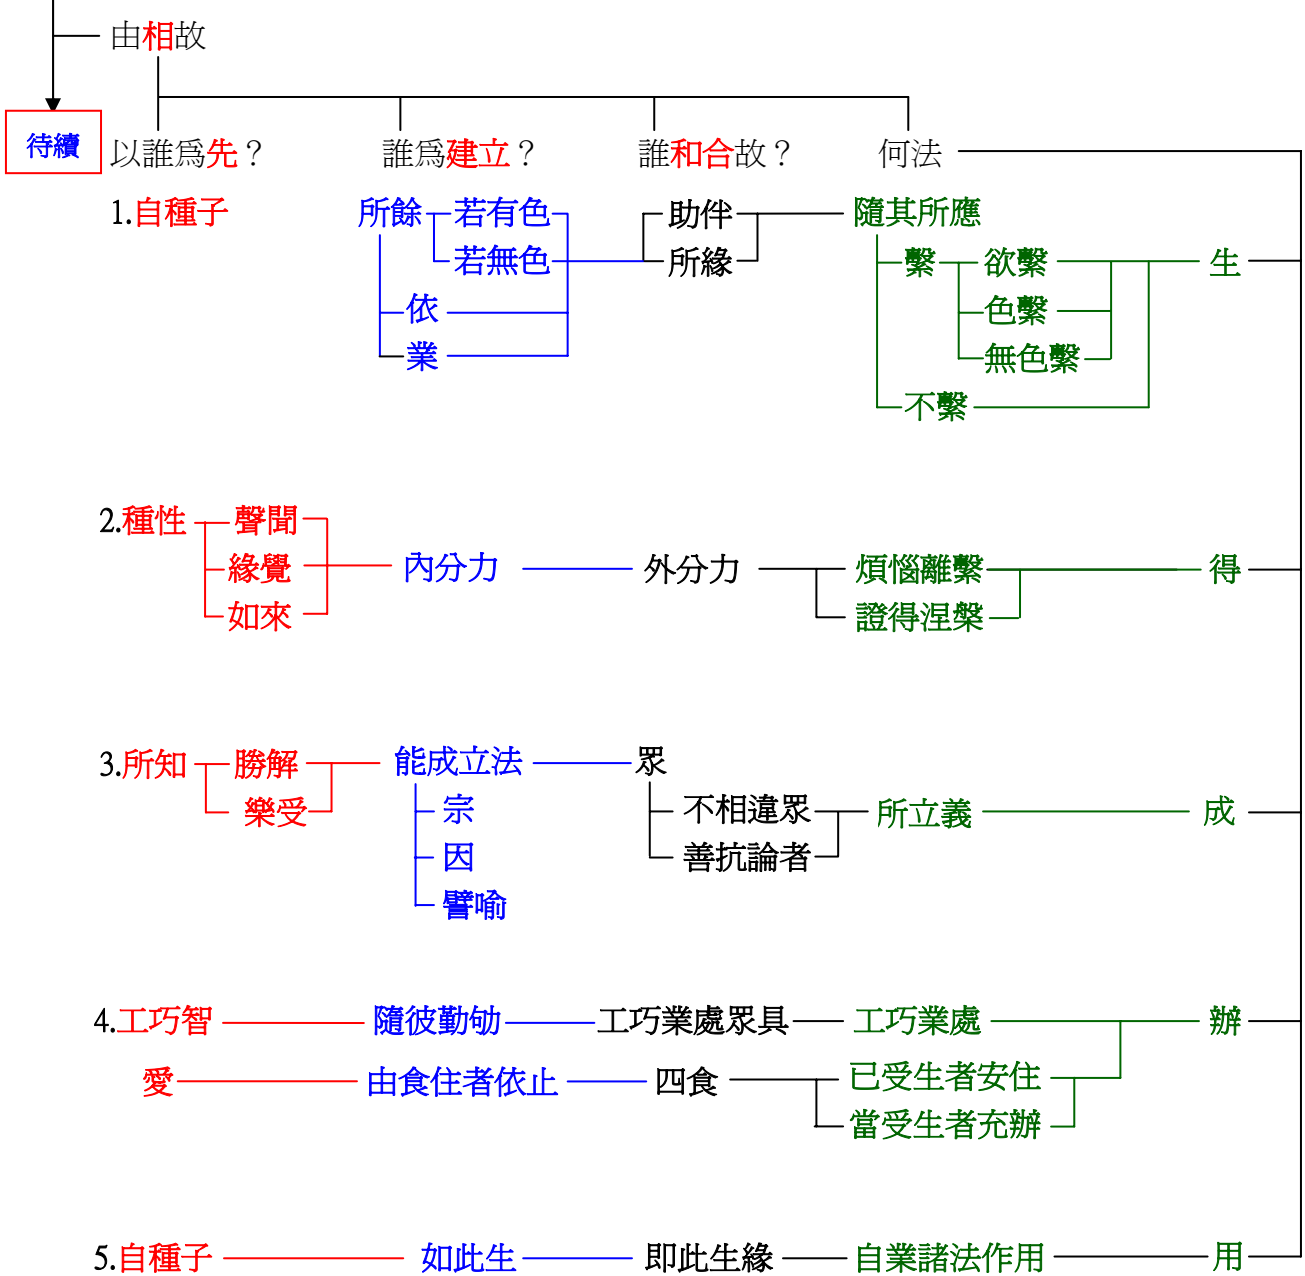 由相故
待續
以誰為先？ 誰為建立？ 誰和合故？ 何法
1.自種子 所餘 若有色 助伴 隨其所應
若無色 所緣 繫 欲繫 生
依 色繫
業 無色繫
不繫
2.種性 聲聞
緣覺 內分力 外分力 煩惱離繫 得
如來 證得涅槃
3.所知 勝解 能成立法 眾
樂受 宗 不相違眾 所立義 成
因 善抗論者
譬喻
4.工巧智 隨彼勤劬 工巧業處眾具 工巧業處 辦
愛 由食住者依止 四食 已受生者安住
當受生者充辦
5.自種子 如此生 即此生緣 自業諸法作用 用